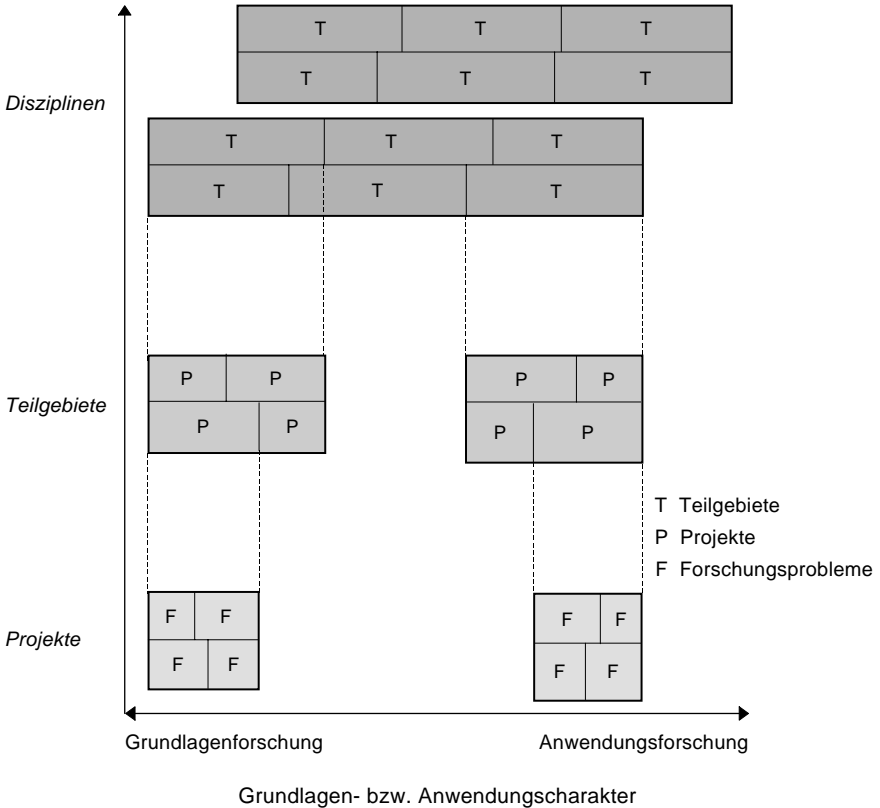 T T T
T T T
Disziplinen
T T T
T T T
P P
P P
Teilgebiete
P P
P P
T Teilgebiete
P Projekte
F Forschungsprobleme
F F
F F
Projekte
F F
F F
Grundlagenforschung
Anwendungsforschung
Grundlagen- bzw. Anwendungscharakter